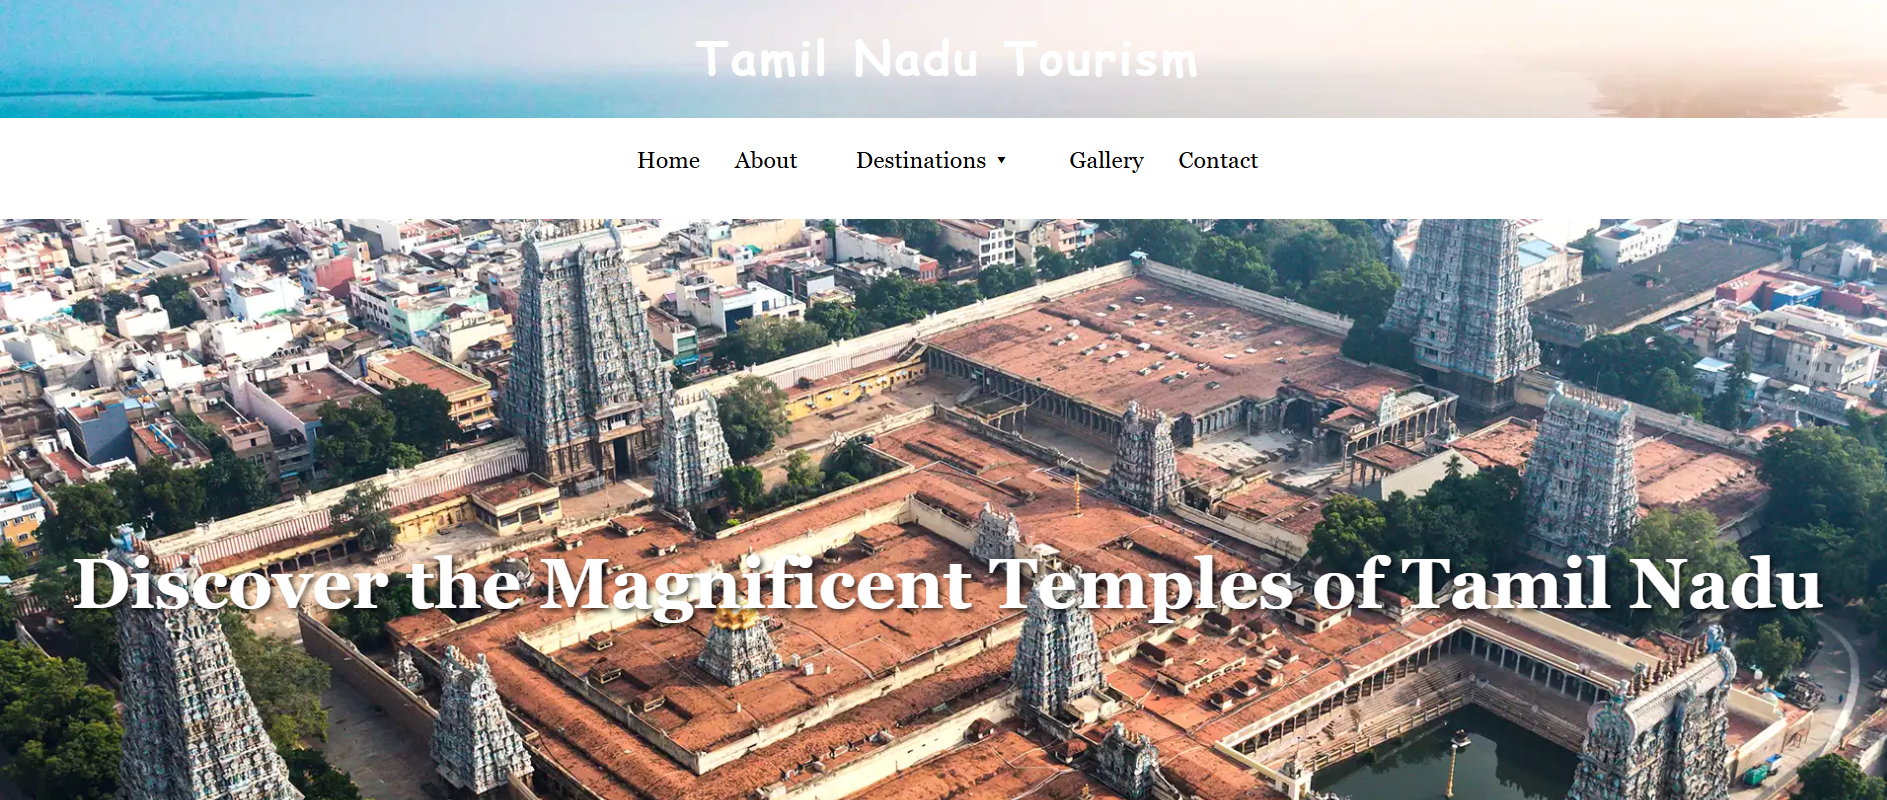 Tamil Nadu Tourism
Home About Destinations ▾ Gallery Contact
Discover the Magnificent Temples of Tamil Nadu